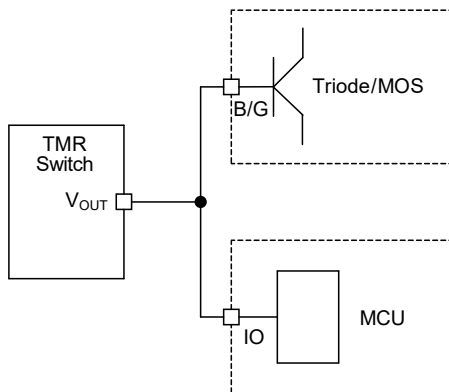 B/G
Triode/MOS
TMR
Switch
VOUT
IO
MCU